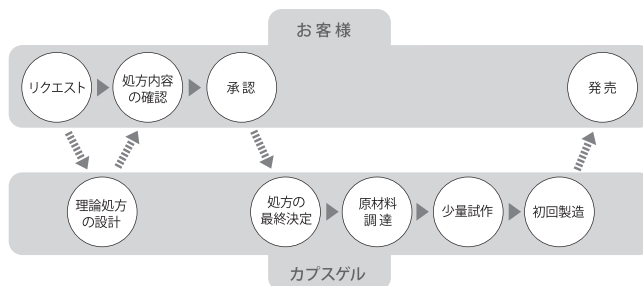 お客様
リクエスト
処方内容
の確認
承認
発売
理論処方
の設計
処方の
最終決定
原材料
調達
少量試作
初回製造
カプスゲル